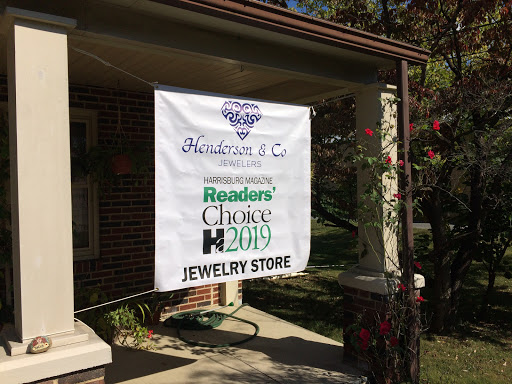 Henderson & Co
JEWELERS
HARRISBURG MAGAZINE
Readers'
Choice
H 2019
JEWELRY STORE